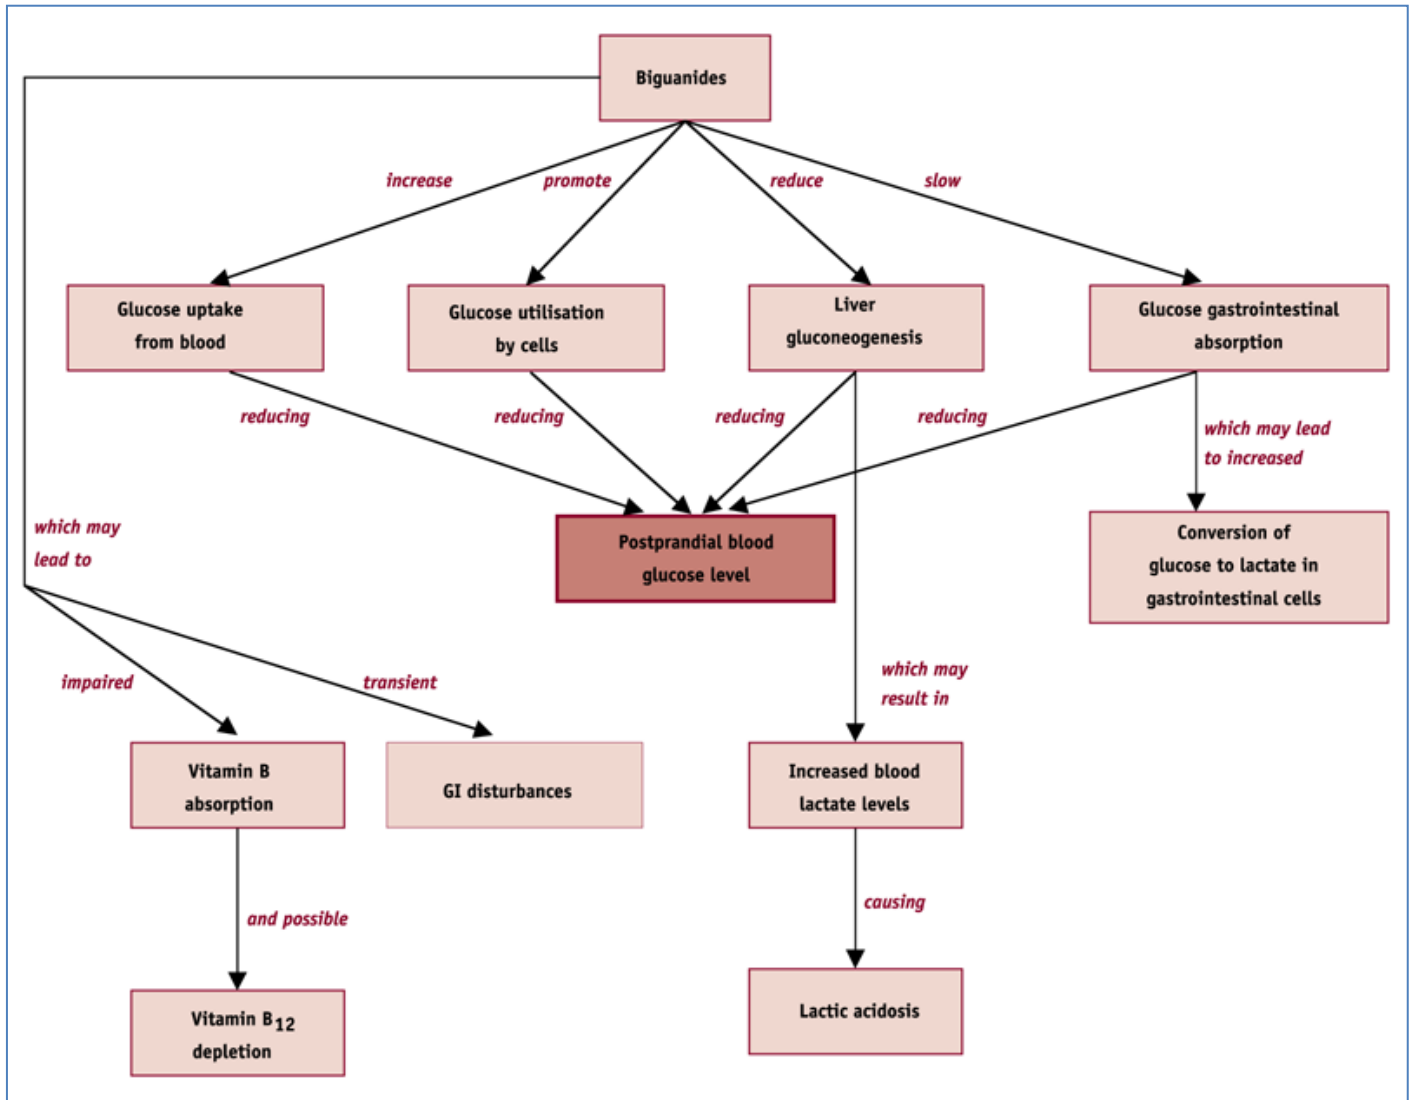 Biguanides
increase
promote
reduce
slow
Glucose uptake
from blood
Glucose utilisation
by cells
Liver
gluconeogenesis
Glucose gastrointestinal
absorption
reducing
reducing
reducing
reducing
which may lead
to increased
which may
lead to
Postprandial blood
glucose level
Conversion of
glucose to lactate in
gastrointestinal cells
impaired
transient
which may
result in
Vitamin B
absorption
GI disturbances
Increased blood
lactate levels
and possible
causing
Vitamin B12
depletion
Lactic acidosis